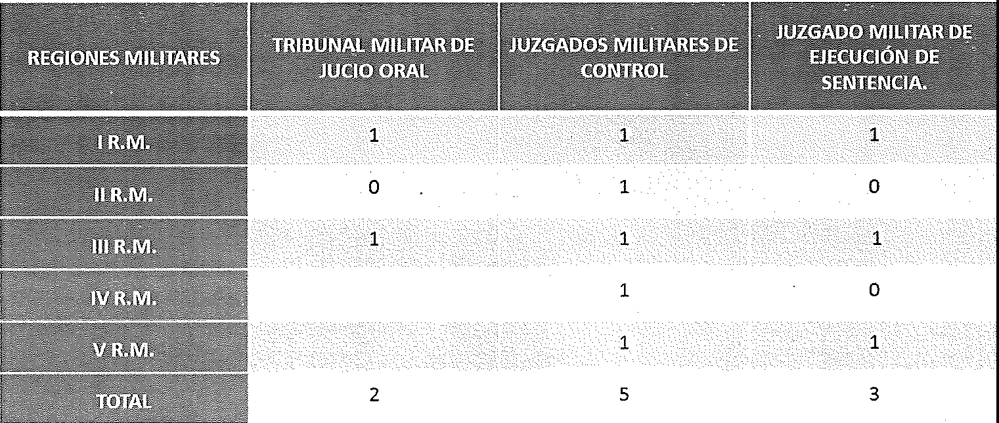 REGIONES MILITARES
TRIBUNAL MILITAR DE
JUCIO ORAL
JUZGADOS MILITARES DE
CONTROL
JUZGADO MILITAR DE
EJECUCIÓN DE
SENTENCIA.
I R.M. 1 1 1
II R.M. 0 1 0
III R.M. 1 1 1
IV R.M. 1 0
V R.M. 1 1
TOTAL 2 5 3